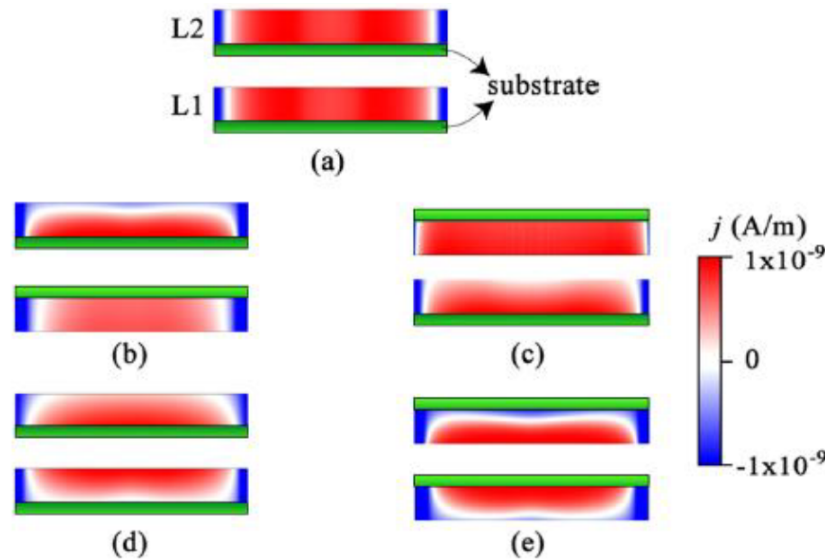 L2
substrate
L1
(a)
j (A/m)
1x10⁻⁹
0
-1x10⁻⁹
(b)
(c)
(d)
(e)